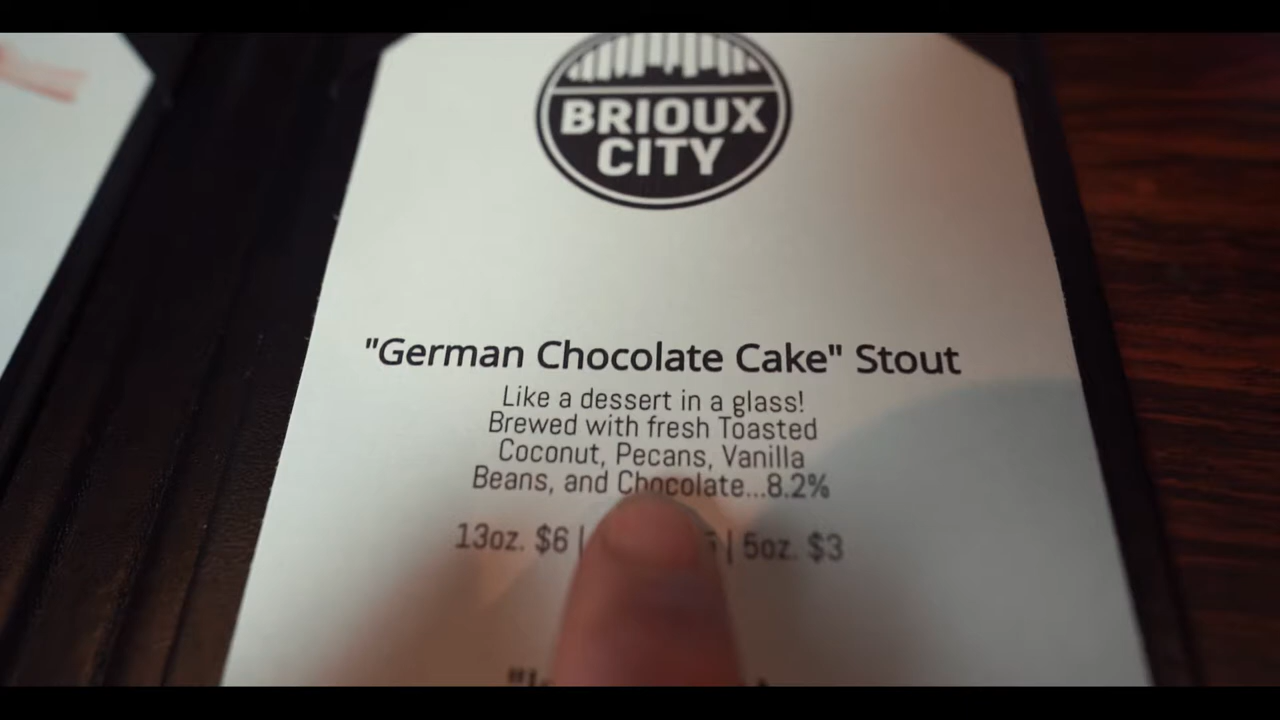 BRIOUX
CITY
"German Chocolate Cake" Stout
Like a dessert in a glass!
Brewed with fresh Toasted
Coconut, Pecans, Vanilla
Beans, and Chocolate...8.2%
13oz. $6 | | 5oz. $3